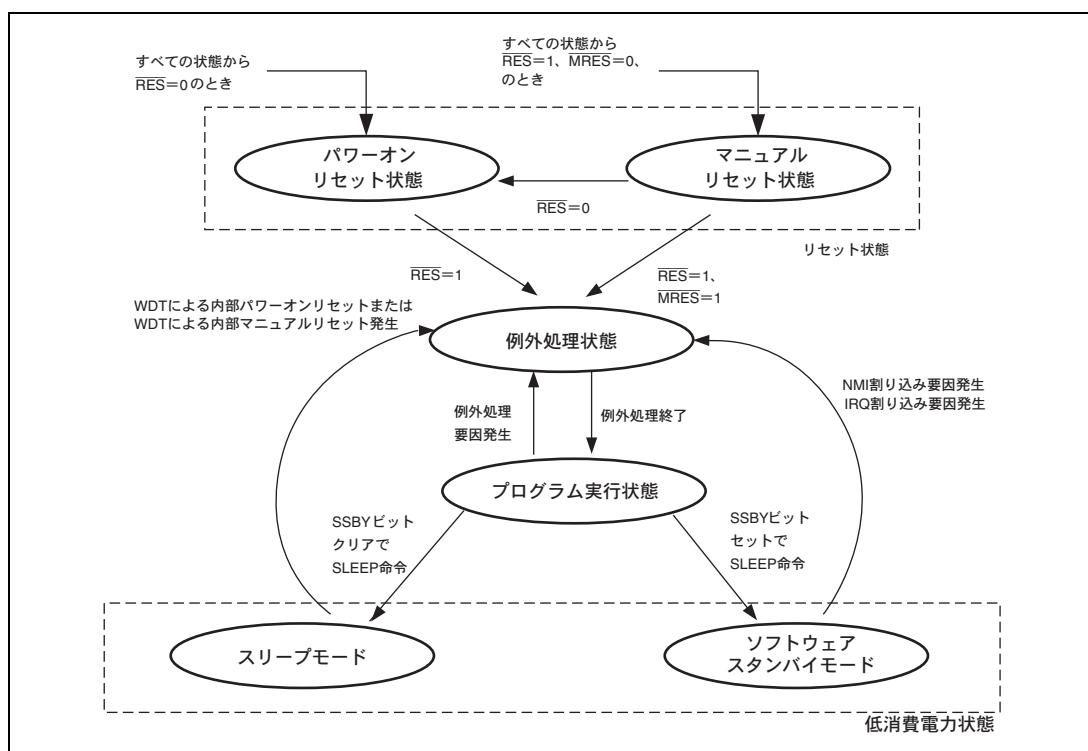 すべての状態から
RES=0のとき
すべての状態から
RES=1、MRES=0、
のとき
パワーオン
リセット状態
マニュアル
リセット状態
RES=0
リセット状態
RES=1
RES=1、
MRES=1
WDTによる内部パワーオンリセットまたは
WDTによる内部マニュアルリセット発生
例外処理状態
NMI割り込み要因発生
IRQ割り込み要因発生
例外処理
要因発生
例外処理終了
プログラム実行状態
SSBYビット
クリアで
SLEEP命令
SSBYビット
セットで
SLEEP命令
スリープモード
ソフトウェア
スタンバイモード
低消費電力状態